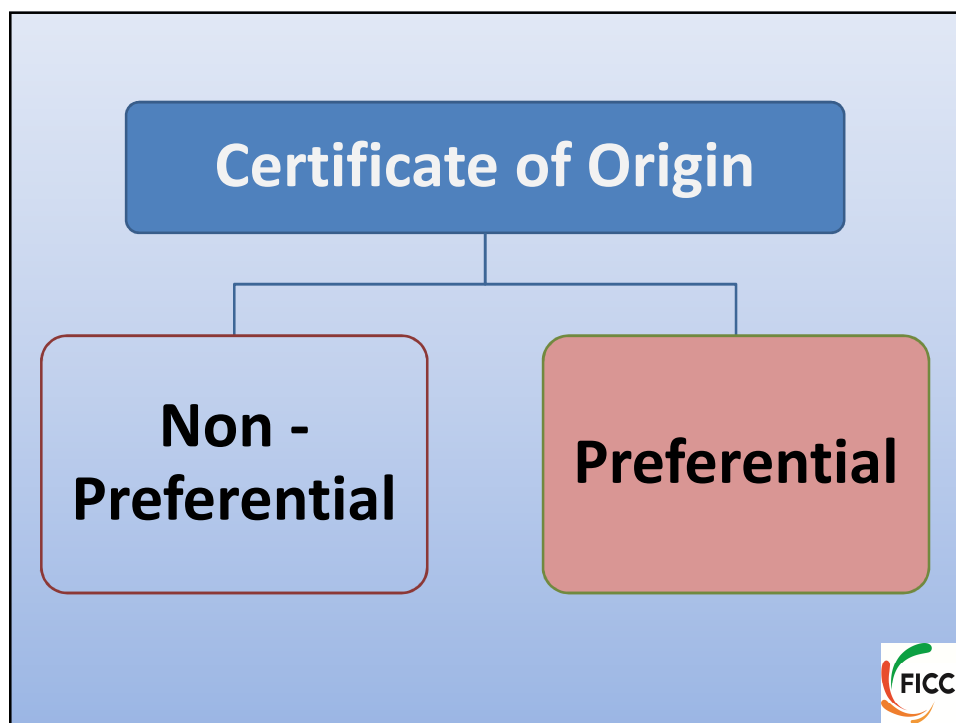 Certificate of Origin
Non -
Preferential
Preferential
FICC